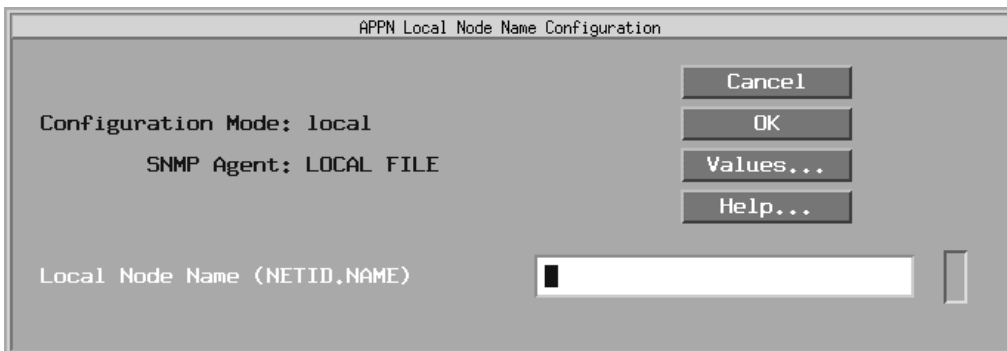 APPN Local Node Name Configuration
Cancel
Configuration Mode: local
OK
SNMP Agent: LOCAL FILE
Values...
Help...
Local Node Name (NETID.NAME)